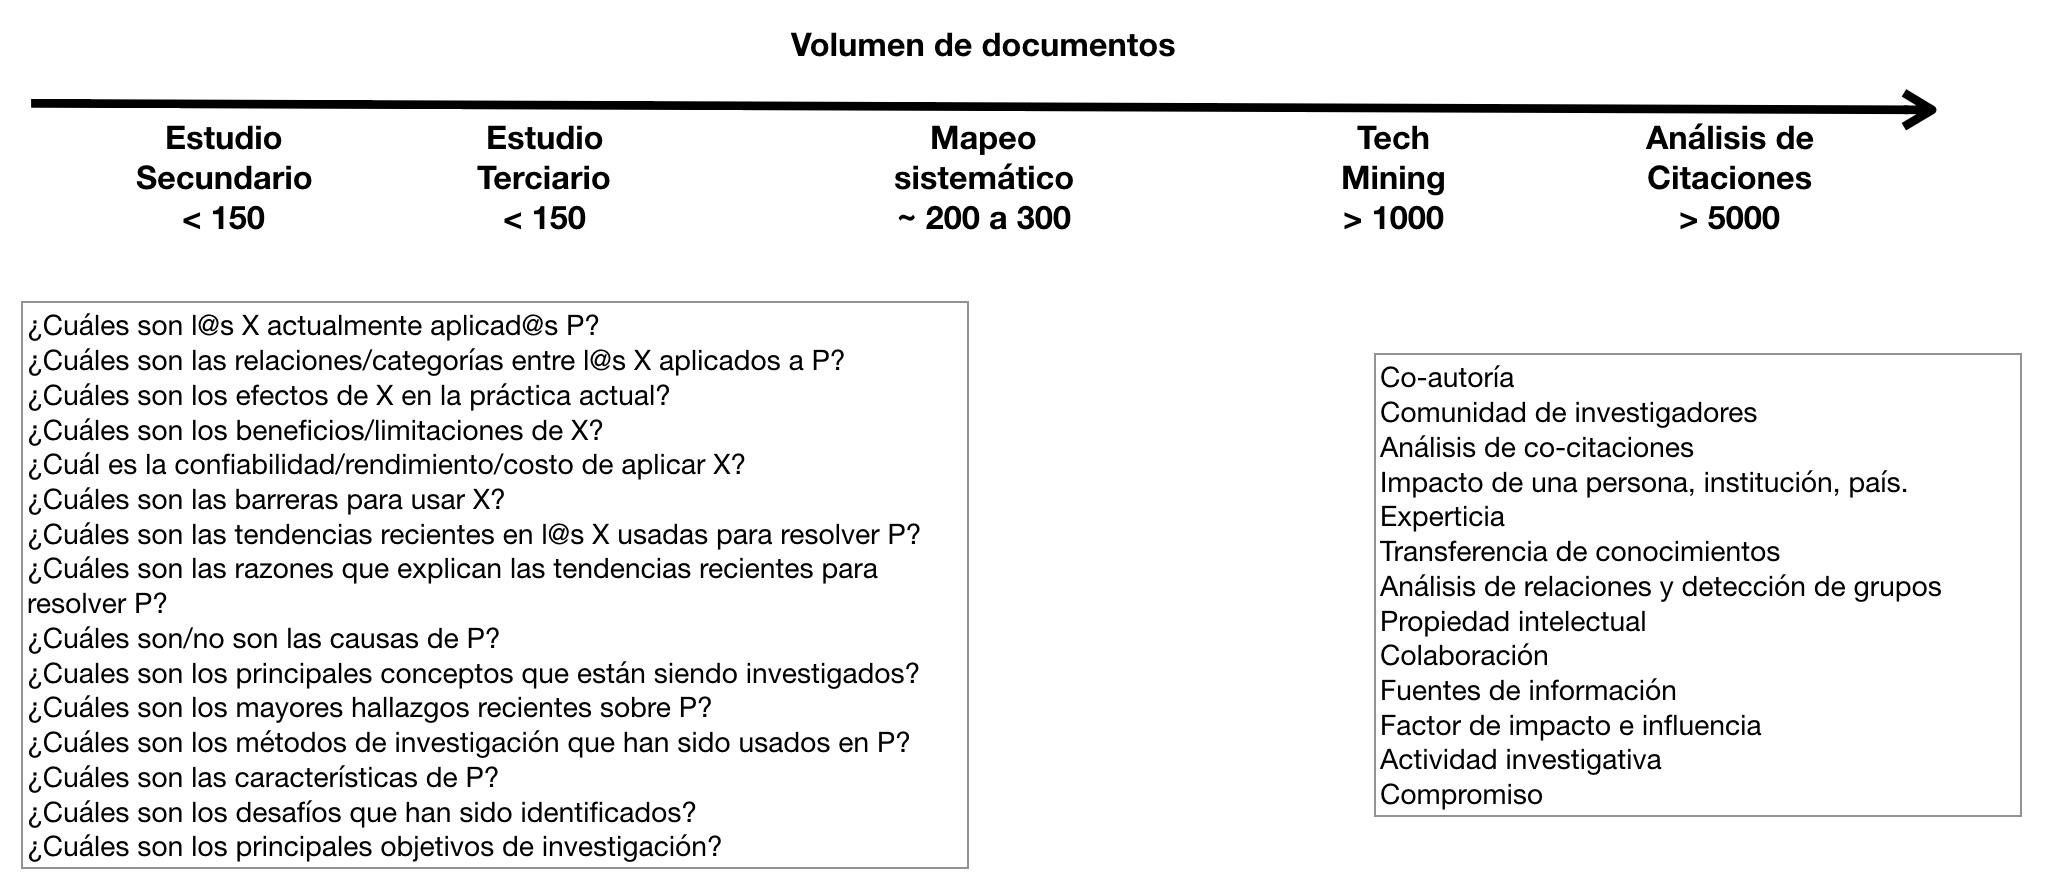 Volumen de documentos
Estudio
Secundario
< 150
Estudio
Terciario
< 150
Mapeo
sistemático
~ 200 a 300
Tech
Mining
> 1000
Análisis de
Citaciones
> 5000
¿Cuáles son l@s X actualmente aplicad@s P?
¿Cuáles son las relaciones/categorías entre l@s X aplicados a P?
¿Cuáles son los efectos de X en la práctica actual?
¿Cuáles son los beneficios/limitaciones de X?
¿Cuál es la confiabilidad/rendimiento/costo de aplicar X?
¿Cuáles son las barreras para usar X?
¿Cuáles son las tendencias recientes en l@s X usadas para resolver P?
¿Cuáles son las razones que explican las tendencias recientes para
resolver P?
¿Cuáles son/no son las causas de P?
¿Cuales son los principales conceptos que están siendo investigados?
¿Cuáles son los mayores hallazgos recientes sobre P?
¿Cuáles son los métodos de investigación que han sido usados en P?
¿Cuáles son las características de P?
¿Cuáles son los desafíos que han sido identificados?
¿Cuáles son los principales objetivos de investigación?
Co-autoría
Comunidad de investigadores
Análisis de co-citaciones
Impacto de una persona, institución, país.
Experticia
Transferencia de conocimientos
Análisis de relaciones y detección de grupos
Propiedad intelectual
Colaboración
Fuentes de información
Factor de impacto e influencia
Actividad investigativa
Compromiso